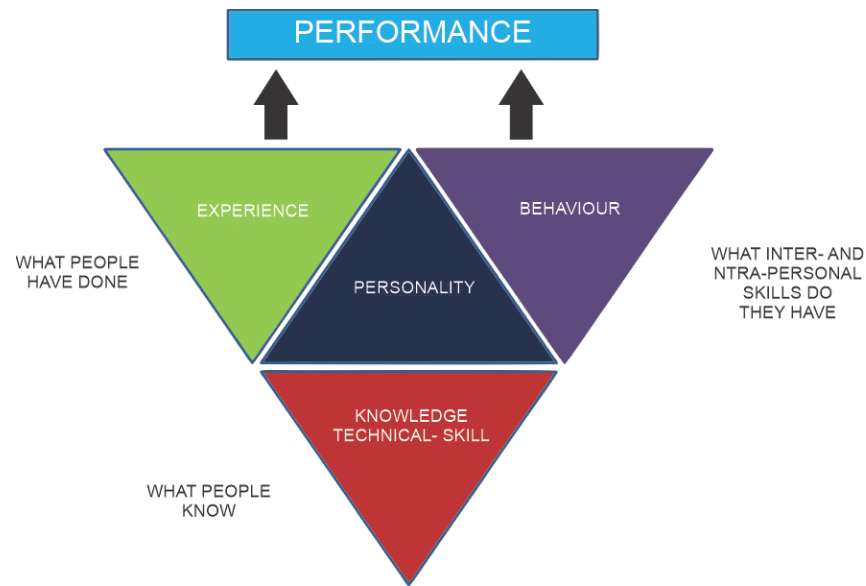 PERFORMANCE
EXPERIENCE
BEHAVIOUR
PERSONALITY
WHAT PEOPLE
HAVE DONE
WHAT INTER- AND
NTRA-PERSONAL
SKILLS DO
THEY HAVE
KNOWLEDGE
TECHNICAL- SKILL
WHAT PEOPLE
KNOW